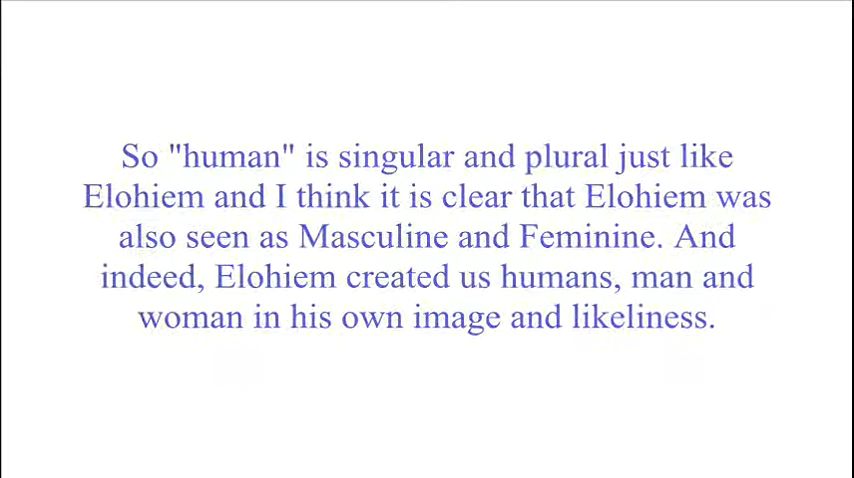 So "human" is singular and plural just like
Elohiem and I think it is clear that Elohiem was
also seen as Masculine and Feminine. And
indeed, Elohiem created us humans, man and
woman in his own image and likeliness.